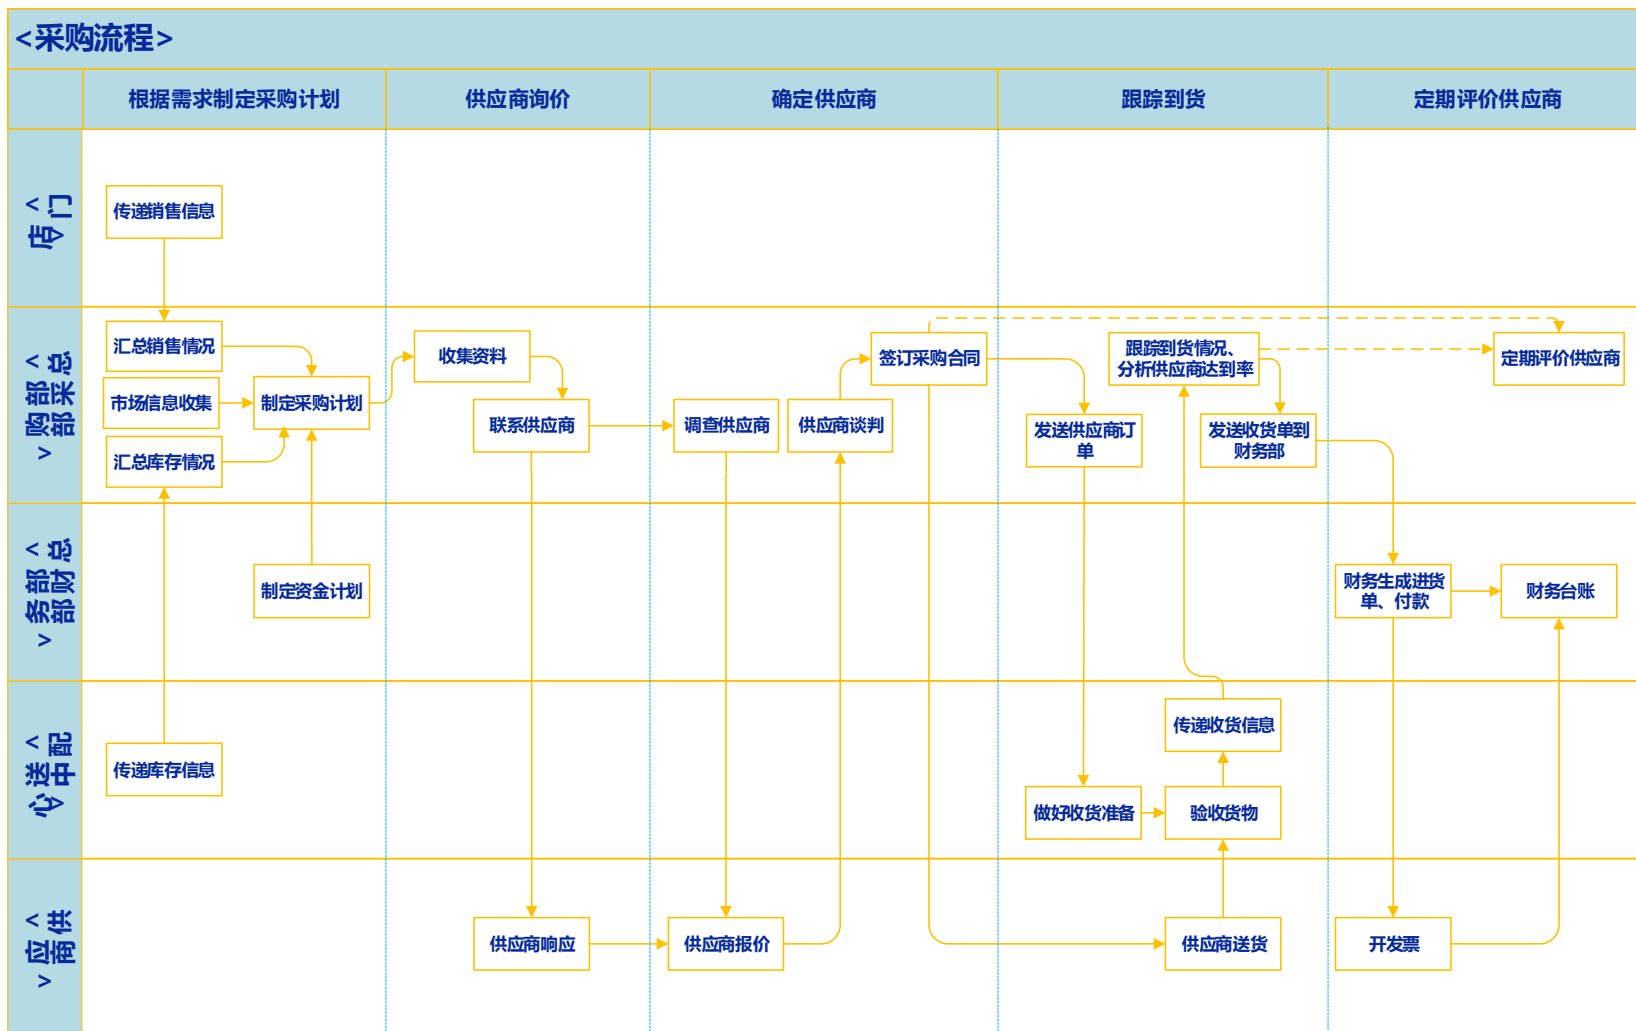 <采购流程>
根据需求制定采购计划
供应商询价
确定供应商
跟踪到货
定期评价供应商
<门店>
传递销售信息
<总部采购部>
汇总销售情况
市场信息收集
汇总库存情况
制定采购计划
收集资料
联系供应商
调查供应商
供应商谈判
签订采购合同
发送供应商订
单
跟踪到货情况、
分析供应商达到率
发送收货单到
财务部
定期评价供应商
<总部财务部>
制定资金计划
财务生成进货
单、付款
财务台账
<配送中心>
传递库存信息
做好收货准备
传递收货信息
验收货物
<供应商>
供应商响应
供应商报价
供应商送货
开发票